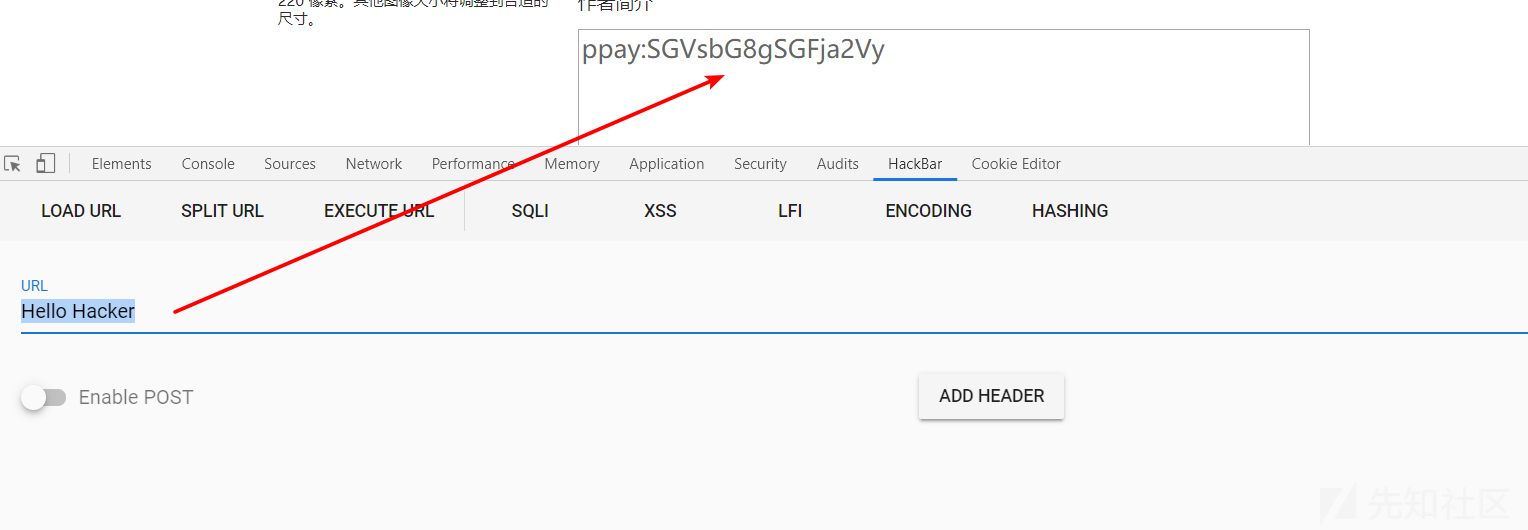 220 像素。其他图像大小将调整到合适的
尺寸。
作者简介
ppay:SGVsbG8gSGFja2Vy
Elements Console Sources Network Performance Memory Application Security Audits HackBar Cookie Editor
LOAD URL SPLIT URL EXECUTE URL SQLI XSS LFI ENCODING HASHING
URL
Hello Hacker
Enable POST ADD HEADER
先知社区